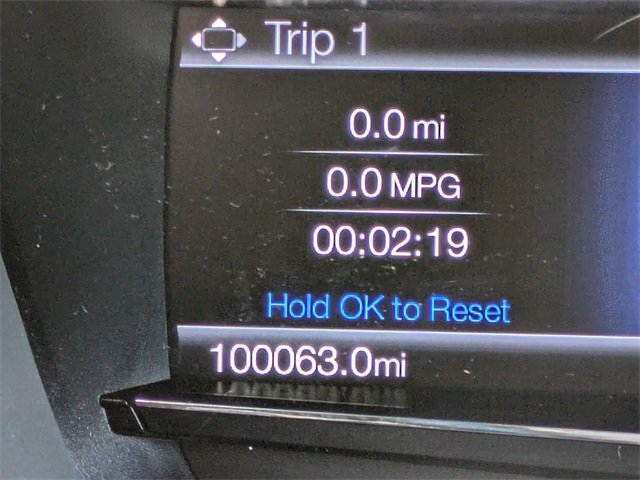 Trip 1
0.0 mi
0.0 MPG
00:02:19
Hold OK to Reset
100063.0mi